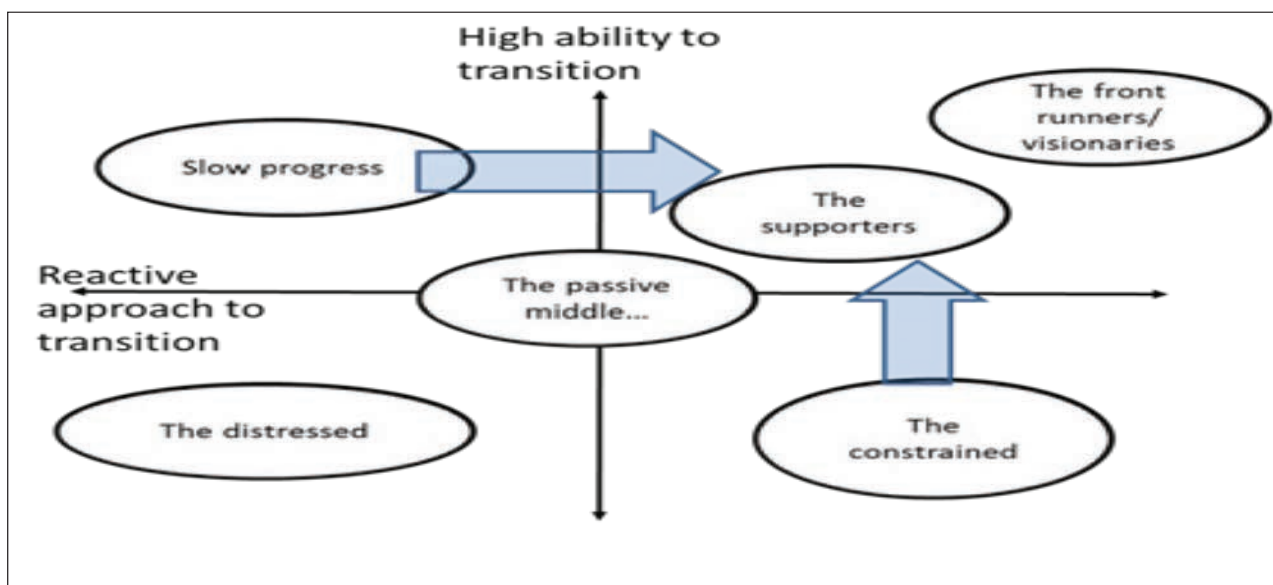 High ability to
transition
The front
runners/
visionaries
Slow progress
The
supporters
Reactive
approach to
transition
The passive
middle...
The distressed
The
constrained